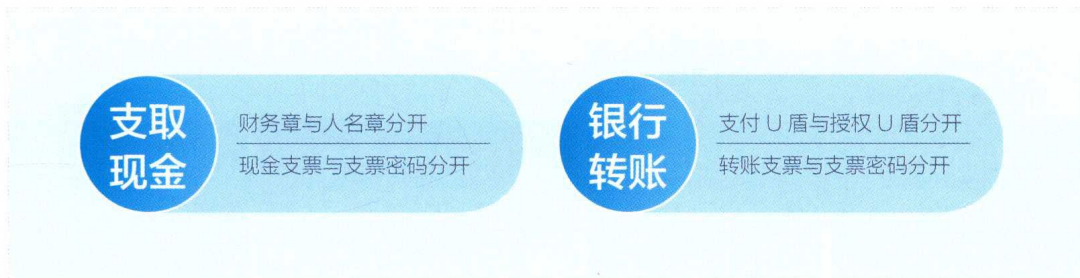 支取
现金
财务章与人名章分开
现金支票与支票密码分开
银行
转账
支付U盾与授权U盾分开
转账支票与支票密码分开